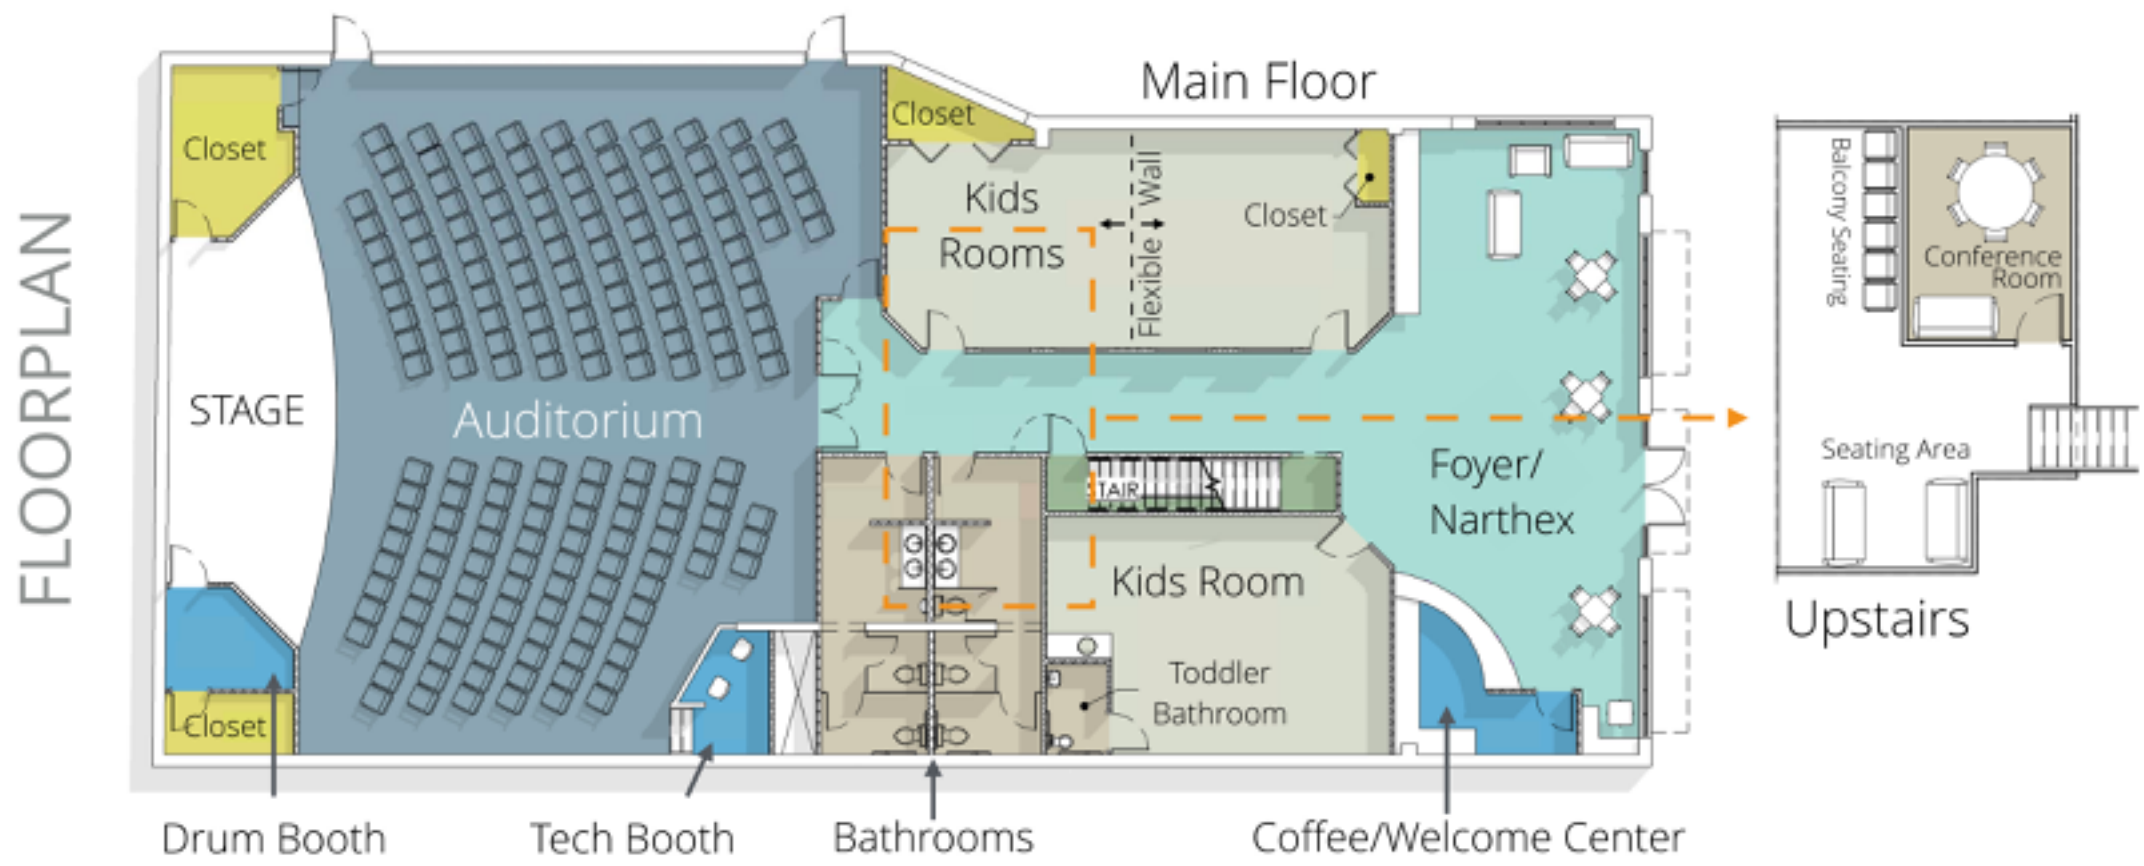 FLOORPLAN
Main Floor
Closet
Closet
Kids
Rooms
Flexible Wall
Closet
STAGE
Auditorium
STAIR
Foyer/
Narthex
Kids Room
Toddler
Bathroom
Closet
Drum Booth
Tech Booth
Bathrooms
Coffee/Welcome Center
Balcony Seating
Conference
Room
Seating Area
Upstairs